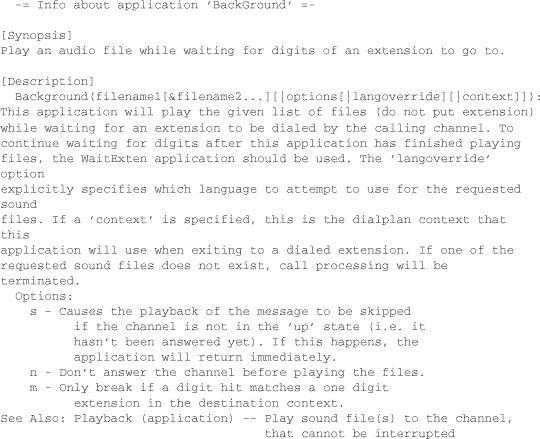 -= Info about application 'BackGround' =-
[Synopsis]
Play an audio file while waiting for digits of an extension to go to.
[Description]
Background(filename1[&filename2...][|options[|langoverride][|context]]):
This application will play the given list of files (do not put extension)
while waiting for an extension to be dialed by the calling channel. To
continue waiting for digits after this application has finished playing
files, the WaitExten application should be used. The 'langoverride'
option
explicitly specifies which language to attempt to use for the requested
sound
files. If a 'context' is specified, this is the dialplan context that
this
application will use when exiting to a dialed extension. If one of the
requested sound files does not exist, call processing will be
terminated.
Options:
s - Causes the playback of the message to be skipped
if the channel is not in the 'up' state (i.e. it
hasn't been answered yet). If this happens, the
application will return immediately.
n - Don't answer the channel before playing the files.
m - Only break if a digit hit matches a one digit
extension in the destination context.
See Also: Playback (application) -- Play sound file(s) to the channel,
that cannot be interrupted